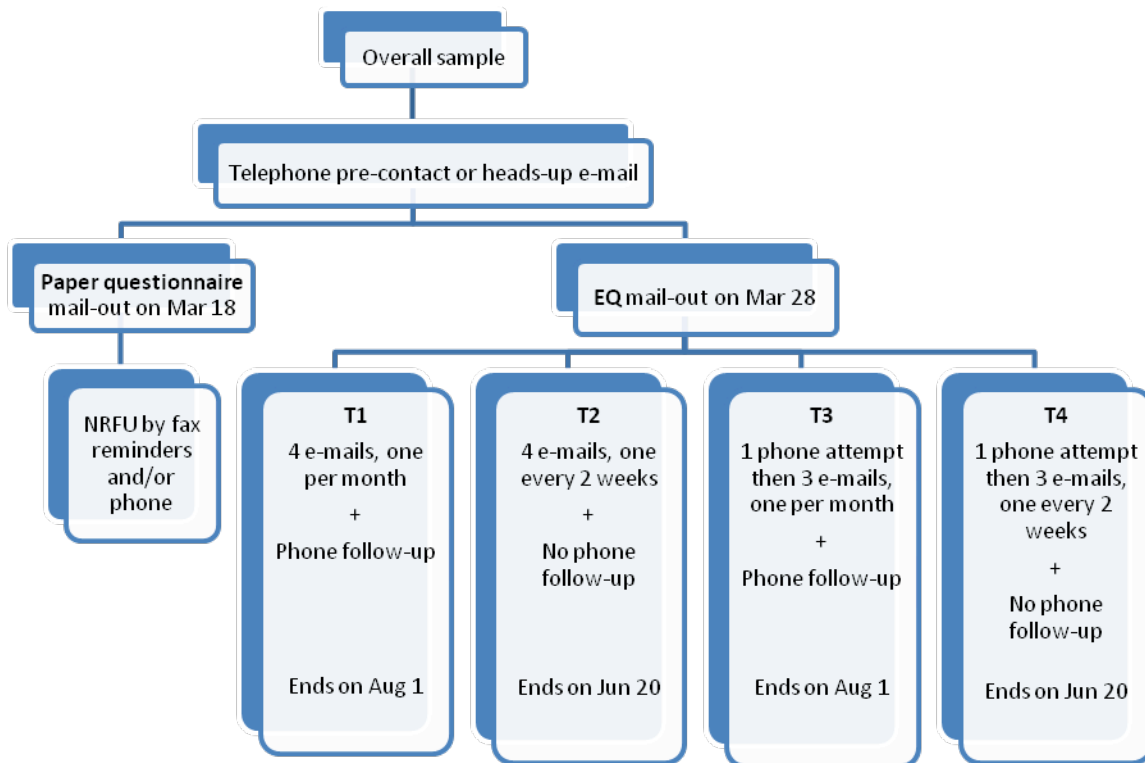 Overall sample
Telephone pre-contact or heads-up e-mail
Paper questionnaire
mail-out on Mar 18
EQ mail-out on Mar 28
NRFU by fax
reminders
and/or
phone
T1
4 e-mails, one
per month
+
Phone follow-up
Ends on Aug 1
T2
4 e-mails, one
every 2 weeks
+
No phone
follow-up
Ends on Jun 20
T3
1 phone attempt
then 3 e-mails,
one per month
+
Phone follow-up
Ends on Aug 1
T4
1 phone attempt
then 3 e-mails,
one every 2
weeks
+
No phone
follow-up
Ends on Jun 20